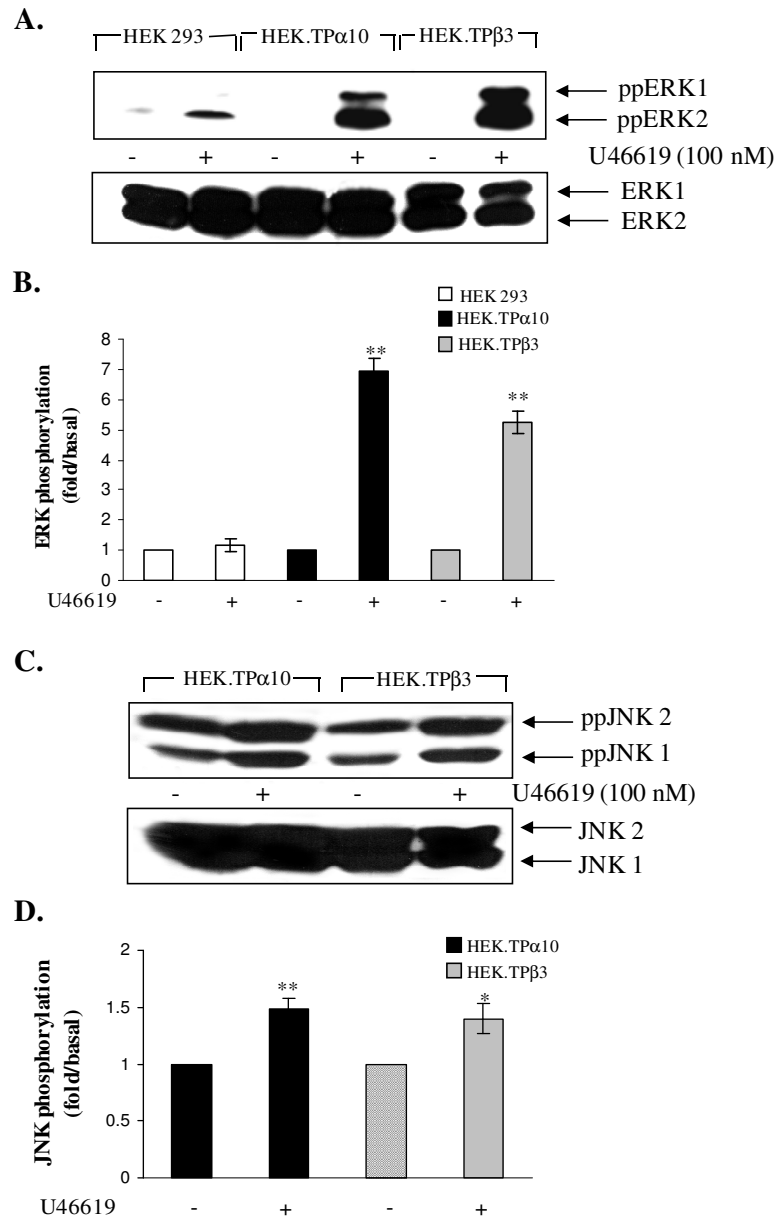 A.
HEK 293 HEK.TPα10 HEK.TPβ3
ppERK1
ppERK2
- + - + - + U46619 (100 nM)
ERK1
ERK2
B.
HEK 293
HEK.TPα10
HEK.TPβ3
ERK phosphorylation
(fold/basal)
8
7
6
5
4
3
2
1
0
**
**
U46619 - + - + - +
C.
HEK.TPα10 HEK.TPβ3
ppJNK 2
ppJNK 1
- + - + U46619 (100 nM)
JNK 2
JNK 1
D.
HEK.TPα10
HEK.TPβ3
JNK phosphorylation
(fold/basal)
2
1.5
1
0.5
0
**
*
U46619 - + - +